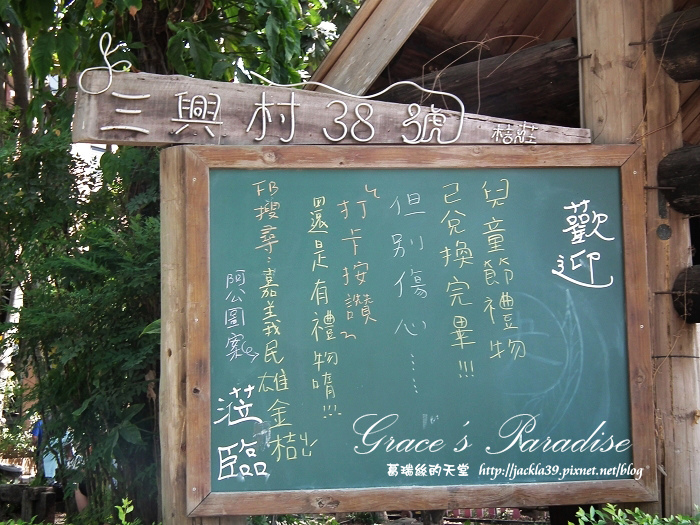 三興村38號 桔莊
歡迎
兒童節禮物
已兌換完畢!!!
但別傷心……
"打卡按讚"
還是有禮物唷!!!
FB搜尋:嘉義民雄金桔
阿公圖案
蒞臨
Grace's Paradise
葛瑞絲的天堂 http://jackla39.pixnet.net/blog